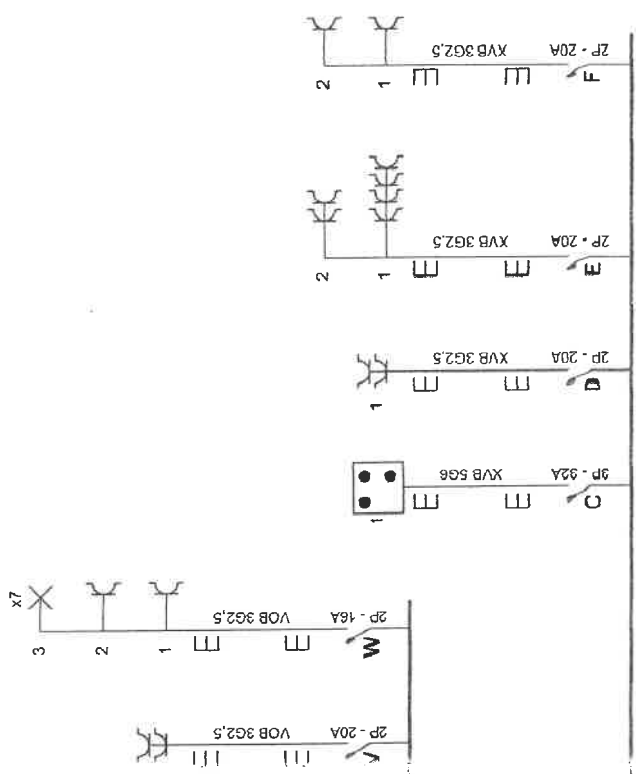 2 1 XVB 3G2,5 2P - 20A
F
2 1 XVB 3G2,5 2P - 20A
E
1 XVB 3G2,5 2P - 20A
D
1 XVB 5G6 3P - 32A
C
x7
3 2 1 VOB 3G2,5 2P - 16A
W
VOB 3G2,5 2P - 20A